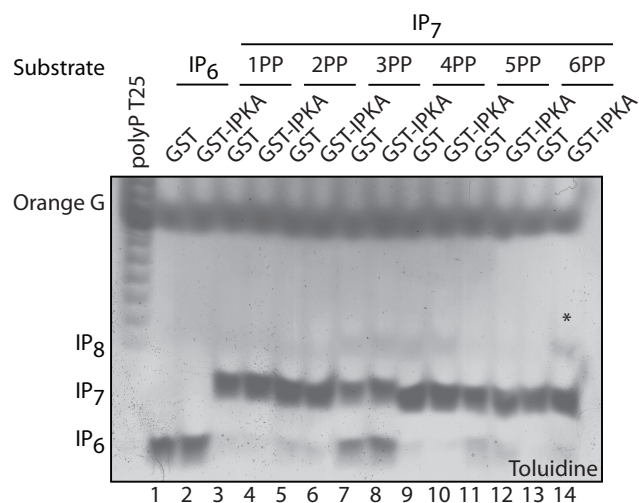 IP7
Substrate IP6 1PP 2PP 3PP 4PP 5PP 6PP
polyP T25 GST GST-IPKA GST GST-IPKA GST GST-IPKA GST GST-IPKA GST GST-IPKA GST GST-IPKA GST GST-IPKA
Orange G
*
IP8
IP7
IP6
Toluidine
1 2 3 4 5 6 7 8 9 10 11 12 13 14